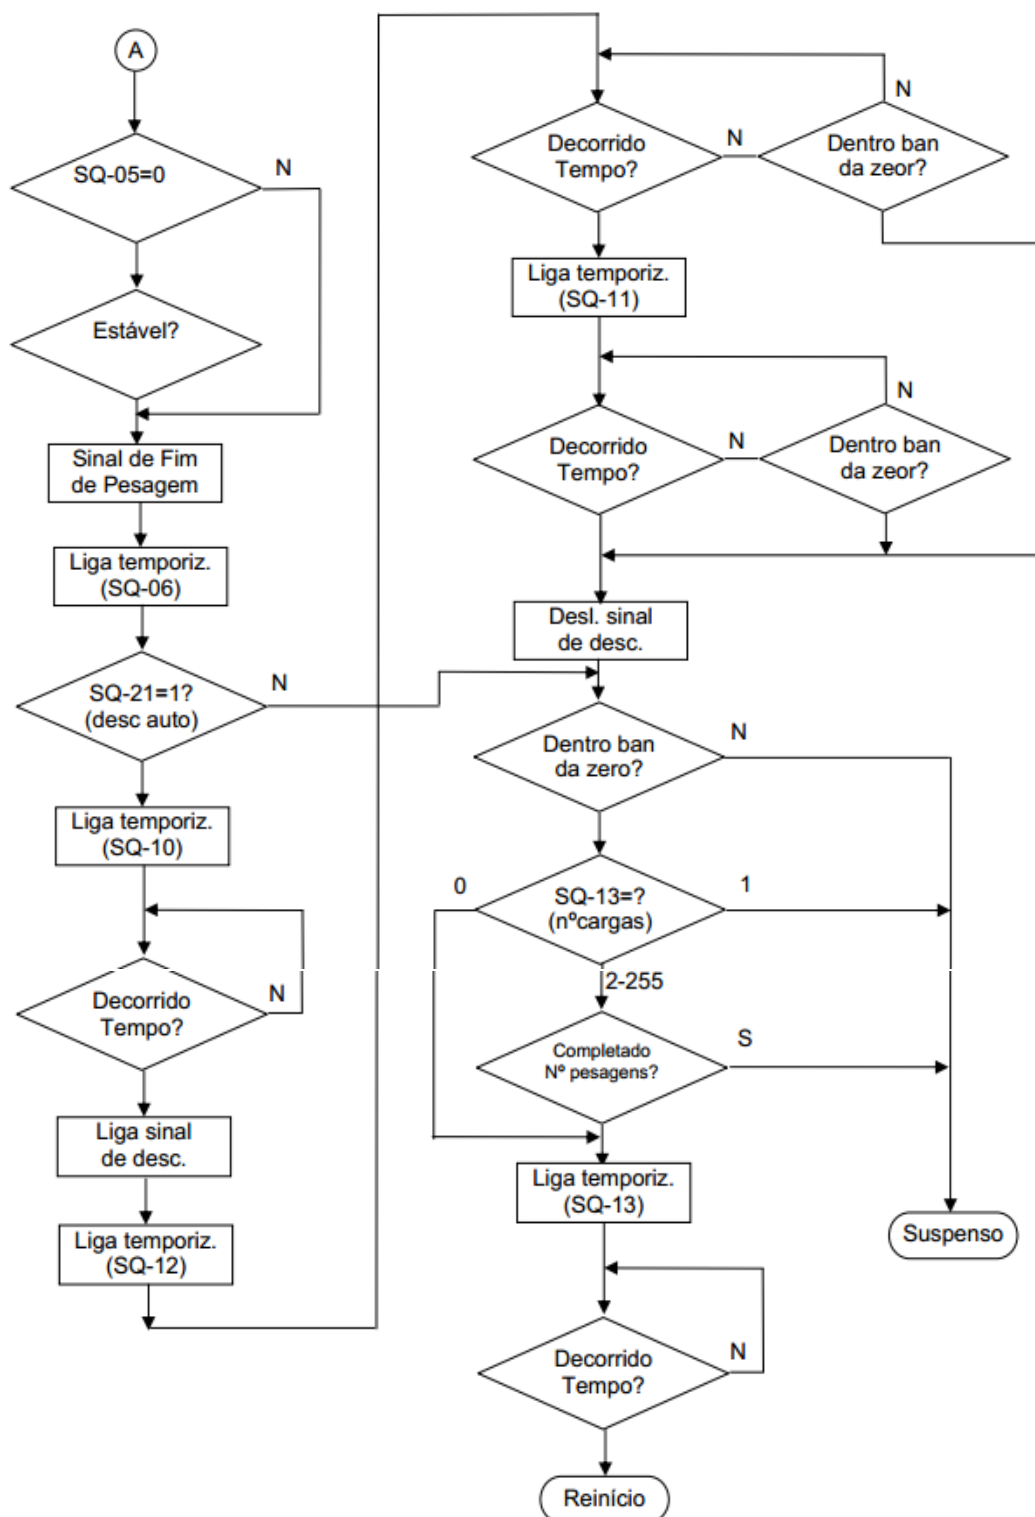 A
SQ-05=0
N
Estável?
Sinal de Fim
de Pesagem
Liga temporiz.
(SQ-06)
SQ-21=1?
(desc auto)
N
Liga temporiz.
(SQ-10)
Decorrido
Tempo?
N
Liga sinal
de desc.
Liga temporiz.
(SQ-12)
Decorrido
Tempo?
N
Dentro ban
da zeor?
N
Liga temporiz.
(SQ-11)
Decorrido
Tempo?
N
Dentro ban
da zeor?
N
Desl. sinal
de desc.
Dentro ban
da zero?
N
0
SQ-13=?
(nºcargas)
1
2-255
Completado
Nº pesagens?
S
Liga temporiz.
(SQ-13)
Suspenso
Decorrido
Tempo?
N
Reinício